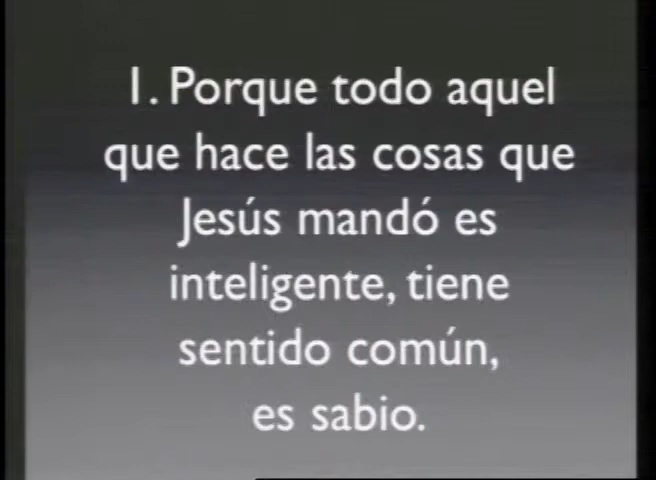 1. Porque todo aquel
que hace las cosas que
Jesús mandó es
inteligente, tiene
sentido común,
es sabio.